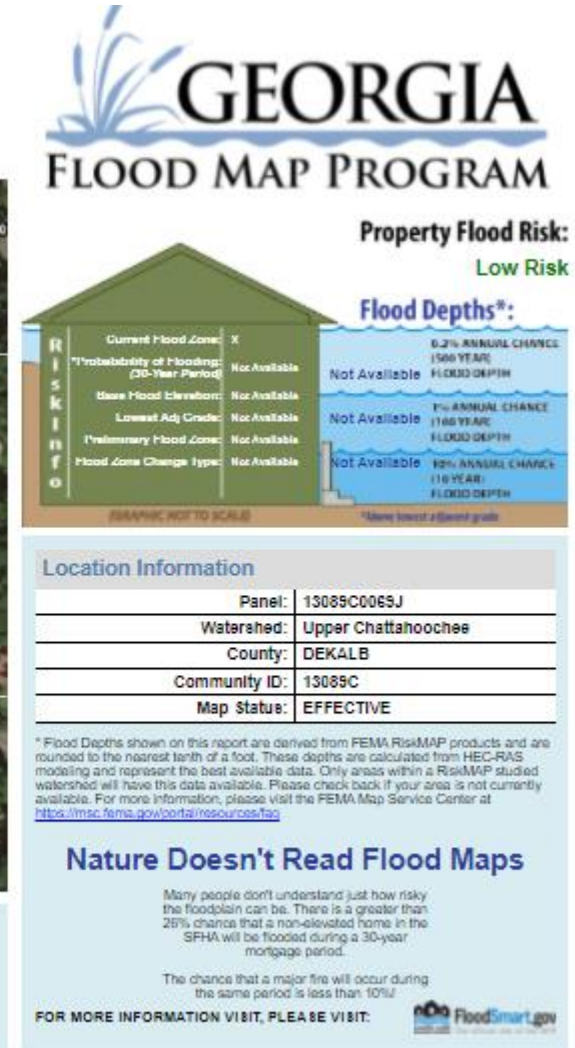 GEORGIA
FLOOD MAP PROGRAM
Property Flood Risk:
Low Risk
Flood Depths*:
Risk Info
Current Flood Zone: X
*Probability of Flooding:
(30-Year Period) Not Available
Base Flood Elevation: Not Available
Lowest Adj Grade: Not Available
Preliminary Flood Zone: Not Available
Flood Zone Change Type: Not Available
Not Available
0.2% ANNUAL CHANCE
(500 YEAR)
FLOOD DEPTH
Not Available
1% ANNUAL CHANCE
(100 YEAR)
FLOOD DEPTH
Not Available
10% ANNUAL CHANCE
(10 YEAR)
FLOOD DEPTH
(GRAPHIC NOT TO SCALE)
*Above lowest adjacent grade
Location Information
Panel: 13089C0069J
Watershed: Upper Chattahoochee
County: DEKALB
Community ID: 13089C
Map Status: EFFECTIVE
* Flood Depths shown on this report are derived from FEMA RiskMAP products and are
rounded to the nearest tenth of a foot. These depths are calculated from HEC-RAS
modeling and represent the best available data. Only areas within a RiskMAP studied
watershed will have this data available. Please check back if your area is not currently
available. For more information, please visit the FEMA Map Service Center at
https://msc.fema.gov/portal/resources/faq
Nature Doesn't Read Flood Maps
Many people don't understand just how risky
the floodplain can be. There is a greater than
26% chance that a non-elevated home in the
SFHA will be flooded during a 30-year
mortgage period.
The chance that a major fire will occur during
the same period is less than 10%!
FOR MORE INFORMATION VISIT, PLEASE VISIT:
FloodSmart.gov